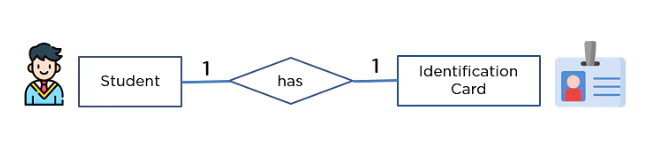 Student
1
has
1
Identification
Card